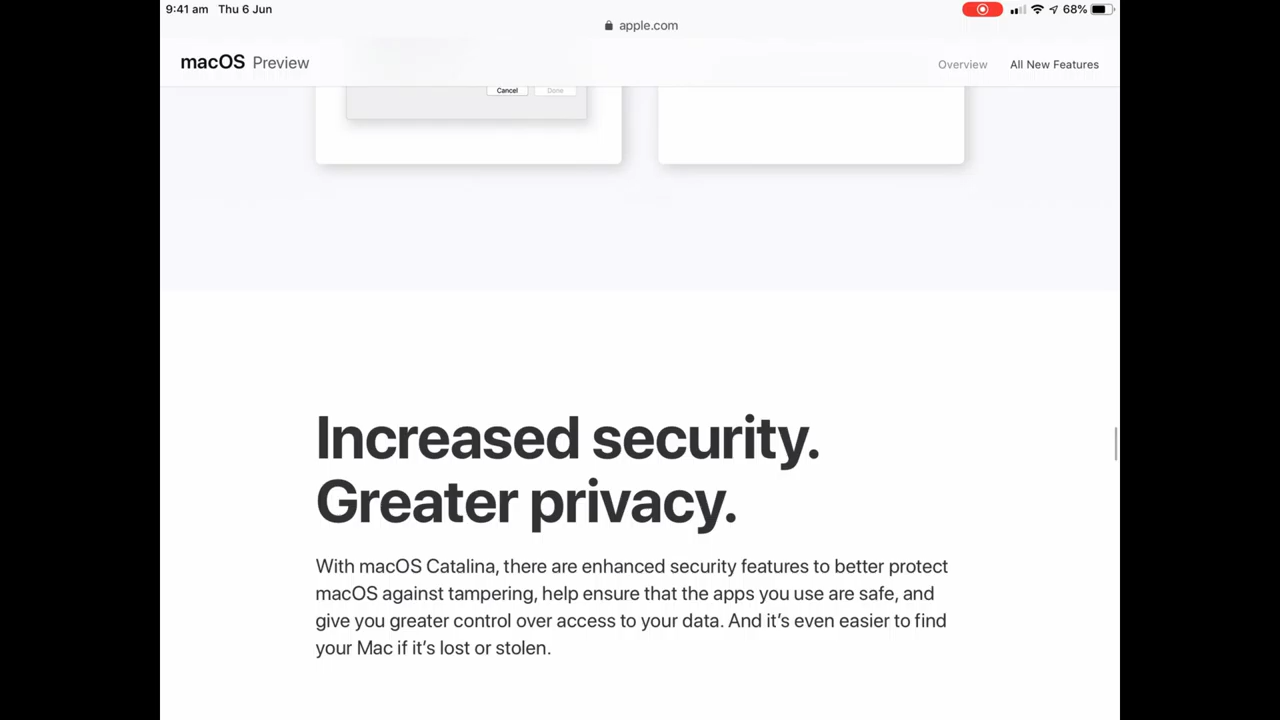 9:41 am Thu 6 Jun 68%
apple.com
macOS Preview Overview All New Features
Cancel Done
Increased security.
Greater privacy.
With macOS Catalina, there are enhanced security features to better protect
macOS against tampering, help ensure that the apps you use are safe, and
give you greater control over access to your data. And it’s even easier to find
your Mac if it’s lost or stolen.